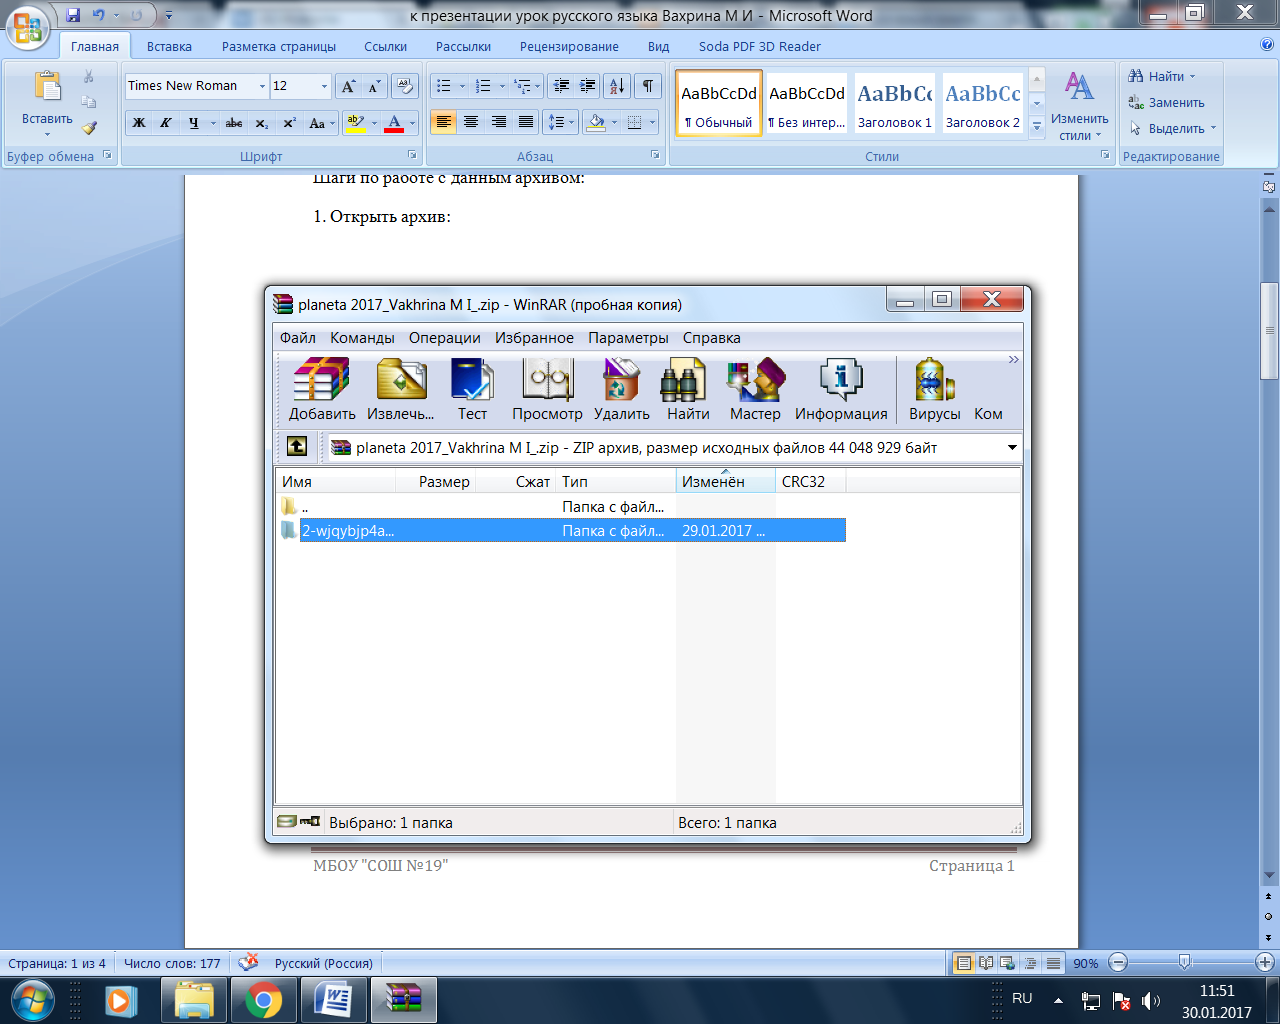 к презентации урок русского языка Вахрина М И - Microsoft Word
Главная Вставка Разметка страницы Ссылки Рассылки Рецензирование Вид Soda PDF 3D Reader
Times New Roman 12
Вставить
Буфер обмена
Ж К Ч abc x₂ x² Aa ab A
Шрифт
Абзац
AaBbCcDd AaBbCcDd AaBbCc AaBbCc
¶ Обычный ¶ Без интер... Заголовок 1 Заголовок 2
Изменить стили
Стили
Найти
Заменить
Выделить
Редактирование
Шаги по работе с данным архивом:
1. Открыть архив:
planeta 2017_Vakhrina M I_.zip - WinRAR (пробная копия)
Файл Команды Операции Избранное Параметры Справка
Добавить Извлечь... Тест Просмотр Удалить Найти Мастер Информация Вирусы Ком
planeta 2017_Vakhrina M I_.zip - ZIP архив, размер исходных файлов 44 048 929 байт
Имя Размер Сжат Тип Изменён CRC32
.. Папка с файл...
2-wjqybjp4a... Папка с файл... 29.01.2017 ...
Выбрано: 1 папка Всего: 1 папка
МБОУ "СОШ №19" Страница 1
Страница: 1 из 4 Число слов: 177 Русский (Россия) 90%
RU 11:51
30.01.2017